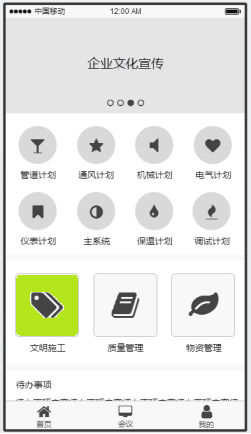 中国移动 12:00 AM
企业文化宣传
管道计划 通风计划 机械计划 电气计划
仪表计划 主系统 保温计划 调试计划
文明施工 质量管理 物资管理
待办事项
首页 会议 我的